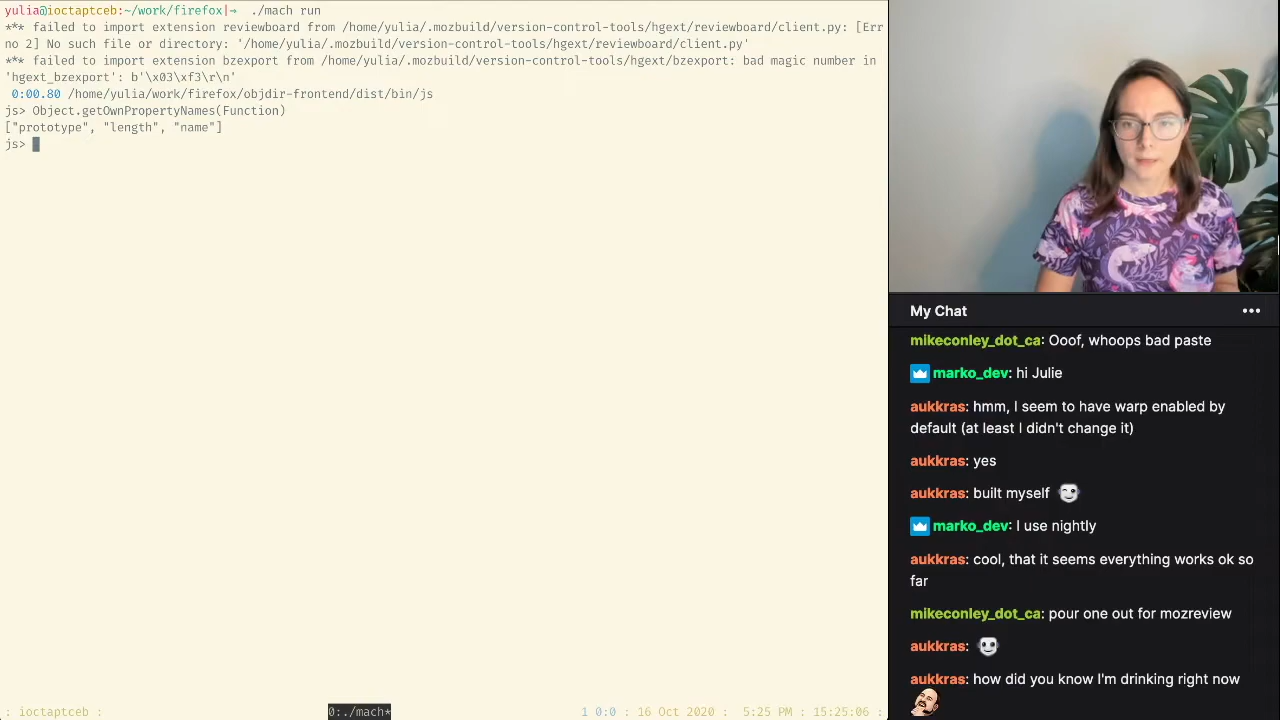 yulia@ioctaptceb:~/work/firefox|→  ./mach run
*** failed to import extension reviewboard from /home/yulia/.mozbuild/version-control-tools/hgext/reviewboard/client.py: [Err
no 2] No such file or directory: '/home/yulia/.mozbuild/version-control-tools/hgext/reviewboard/client.py'
*** failed to import extension bzexport from /home/yulia/.mozbuild/version-control-tools/hgext/bzexport: bad magic number in
'hgext_bzexport': b'\x03\xf3\r\n'
0:00.80 /home/yulia/work/firefox/objdir-frontend/dist/bin/js
js> Object.getOwnPropertyNames(Function)
["prototype", "length", "name"]
js>
: ioctaptceb : 0:./mach* 1 0:0 : 16 Oct 2020 ; 5:25 PM : 15:25:06 :
My Chat
mikeconley_dot_ca: Ooof, whoops bad paste
marko_dev: hi Julie
aukkras: hmm, I seem to have warp enabled by
default (at least I didn't change it)
aukkras: yes
aukkras: built myself
marko_dev: I use nightly
aukkras: cool, that it seems everything works ok so
far
mikeconley_dot_ca: pour one out for mozreview
aukkras:
aukkras: how did you know I'm drinking right now